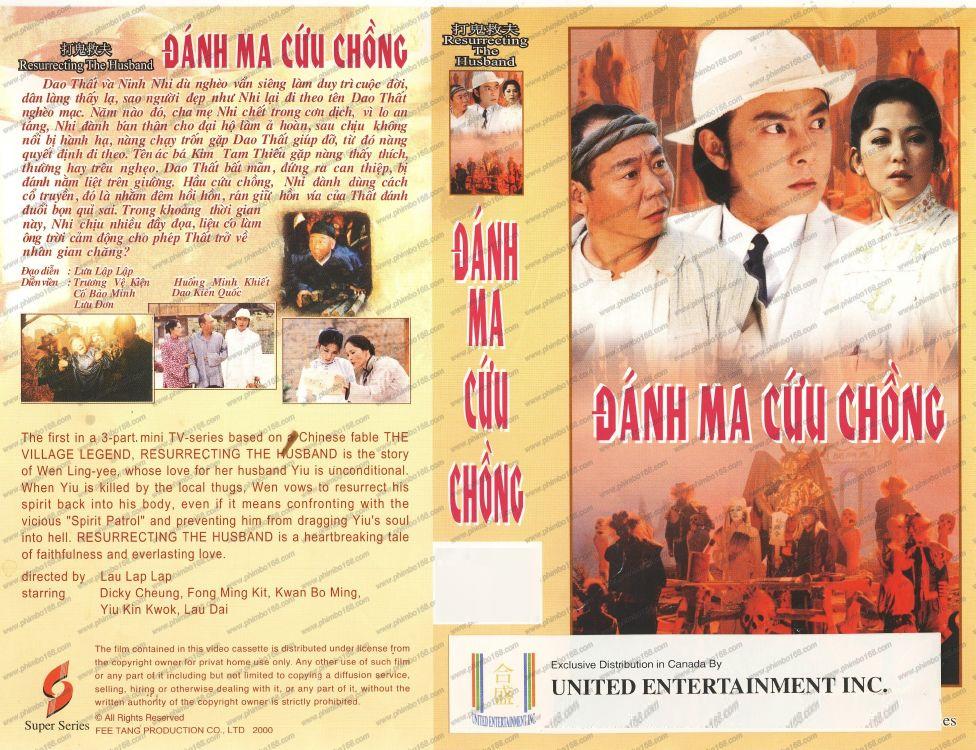 打鬼救夫
Resurrecting The Husband
ĐÁNH MA CỨU CHỒNG
Dao Thất và Ninh Nhi dù nghèo vẫn siêng làm duy trì cuộc đời,
dân làng thấy lạ, sao người đẹp như Nhi lại đi theo tên Dao Thất
nghèo mạc. Năm nào đó, cha mẹ Nhi chết trong cơn dịch, vì lo an
táng, Nhi đành bán thân cho đại hộ làm à hoàn, sau chịu không
nổi bị hành hạ, nàng chạy trốn gặp Dao Thất giúp đỡ, từ đó nàng
quyết định đi theo. Tên ác bá Kim Tam Thiếu gặp nàng thấy thích,
thường hay trêu nghẹo. Dao Thất bất mãn, đứng ra can thiệp, bị
đánh nằm liệt trên giường. Hầu cứu chồng, Nhi dành dùng cách
cổ truyền, đó là nhằm đêm hồi hồn, rán giữ hồn vía của Thất đánh
đuổi bọn quỉ sai. Trong khoảng thời gian
này, Nhi chịu nhiều đầy đọa, liệu có làm
ông trời cảm động cho phép Thất trở về
nhân gian chăng?
Đạo diễn : Lưu Lập Lập
Diễn viên : Trương Vệ Kiện Huỳnh Minh Khiết
Cố Bảo Minh Dao Kiến Quốc
Lưu Đơn
The first in a 3-part mini TV-series based on a Chinese fable THE
VILLAGE LEGEND, RESURRECTING THE HUSBAND is the story
of Wen Ling-yee, whose love for her husband Yiu is unconditional.
When Yiu is killed by the local thugs, Wen vows to resurrect his
spirit back into his body, even if it means confronting with the
vicious "Spirit Patrol" and preventing him from dragging Yiu's soul
into hell. RESURRECTING THE HUSBAND is a heartbreaking tale
of faithfulness and everlasting love.
directed by Lau Lap Lap
starring Dicky Cheung, Fong Ming Kit, Kwan Bo Ming,
Yiu Kin Kwok, Lau Dai
The film contained in this video cassette is distributed under license from
the copyright owner for privat home use only. Any other use of such film
or any part of it including but not limited to copying a diffusion service,
selling, hiring or otherwise dealing with it, or any part of it, without the
written authority of the copyright owner is strictly prohibited.
© All Rights Reserved
FEE TANG PRODUCTION CO., LTD 2000
Super Series
打鬼救夫
Resurrecting
The
Husband
ĐÁNH
MA
CỨU
CHỒNG
ĐÁNH MA CỨU CHỒNG
合盛
UNITED ENTERTAINMENT INC.
Exclusive Distribution in Canada By
UNITED ENTERTAINMENT INC.
es
www.phimbo168.com